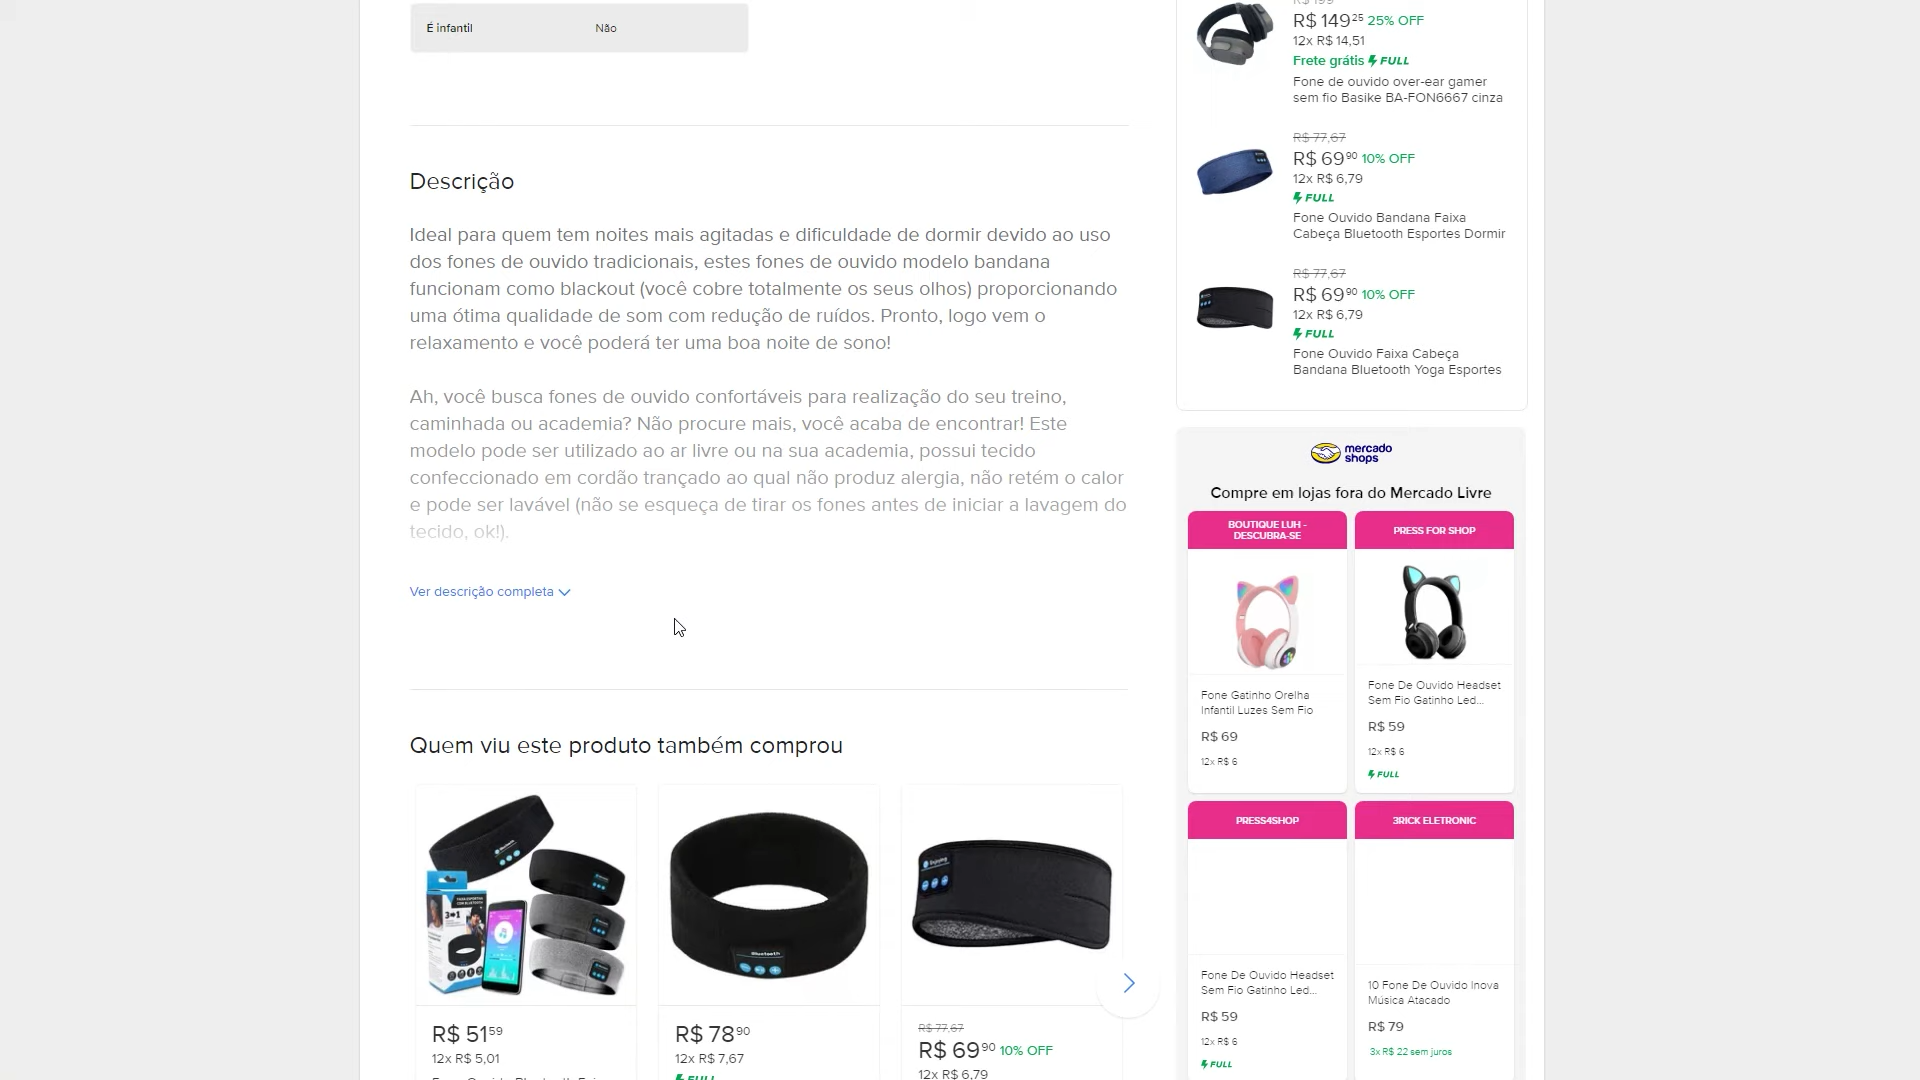 É infantil
Não
Descrição
Ideal para quem tem noites mais agitadas e dificuldade de dormir devido ao uso
dos fones de ouvido tradicionais, estes fones de ouvido modelo bandana
funcionam como blackout (você cobre totalmente os seus olhos) proporcionando
uma ótima qualidade de som com redução de ruídos. Pronto, logo vem o
relaxamento e você poderá ter uma boa noite de sono!
Ah, você busca fones de ouvido confortáveis para realização do seu treino,
caminhada ou academia? Não procure mais, você acaba de encontrar! Este
modelo pode ser utilizado ao ar livre ou na sua academia, possui tecido
confeccionado em cordão trançado ao qual não produz alergia, não retém o calor
e pode ser lavável (não se esqueça de tirar os fones antes de iniciar a lavagem do
tecido, ok!).
Ver descrição completa
Quem viu este produto também comprou
Bluetooth
R$ 51 59
12x R$ 5,01
R$ 78 90
12x R$ 7,67
FULL
R$ 77,67
R$ 69 90 10% OFF
12x R$ 6,79
R$ 199
R$ 149 25 25% OFF
12x R$ 14,51
Frete grátis FULL
Fone de ouvido over-ear gamer
sem fio Basike BA-FON6667 cinza
R$ 77,67
R$ 69 90 10% OFF
12x R$ 6,79
FULL
Fone Ouvido Bandana Faixa
Cabeça Bluetooth Esportes Dormir
R$ 77,67
R$ 69 90 10% OFF
12x R$ 6,79
FULL
Fone Ouvido Faixa Cabeça
Bandana Bluetooth Yoga Esportes
mercado
shops
Compre em lojas fora do Mercado Livre
BOUTIQUE LUH -
DESCUBRA-SE
Fone Gatinho Orelha
Infantil Luzes Sem Fio
R$ 69
12x R$ 6
PRESS FOR SHOP
Fone De Ouvido Headset
Sem Fio Gatinho Led...
R$ 59
12x R$ 6
FULL
PRESS4SHOP
Fone De Ouvido Headset
Sem Fio Gatinho Led...
R$ 59
12x R$ 6
FULL
3RICK ELETRONIC
10 Fone De Ouvido Inova
Música Atacado
R$ 79
3x R$ 22 sem juros